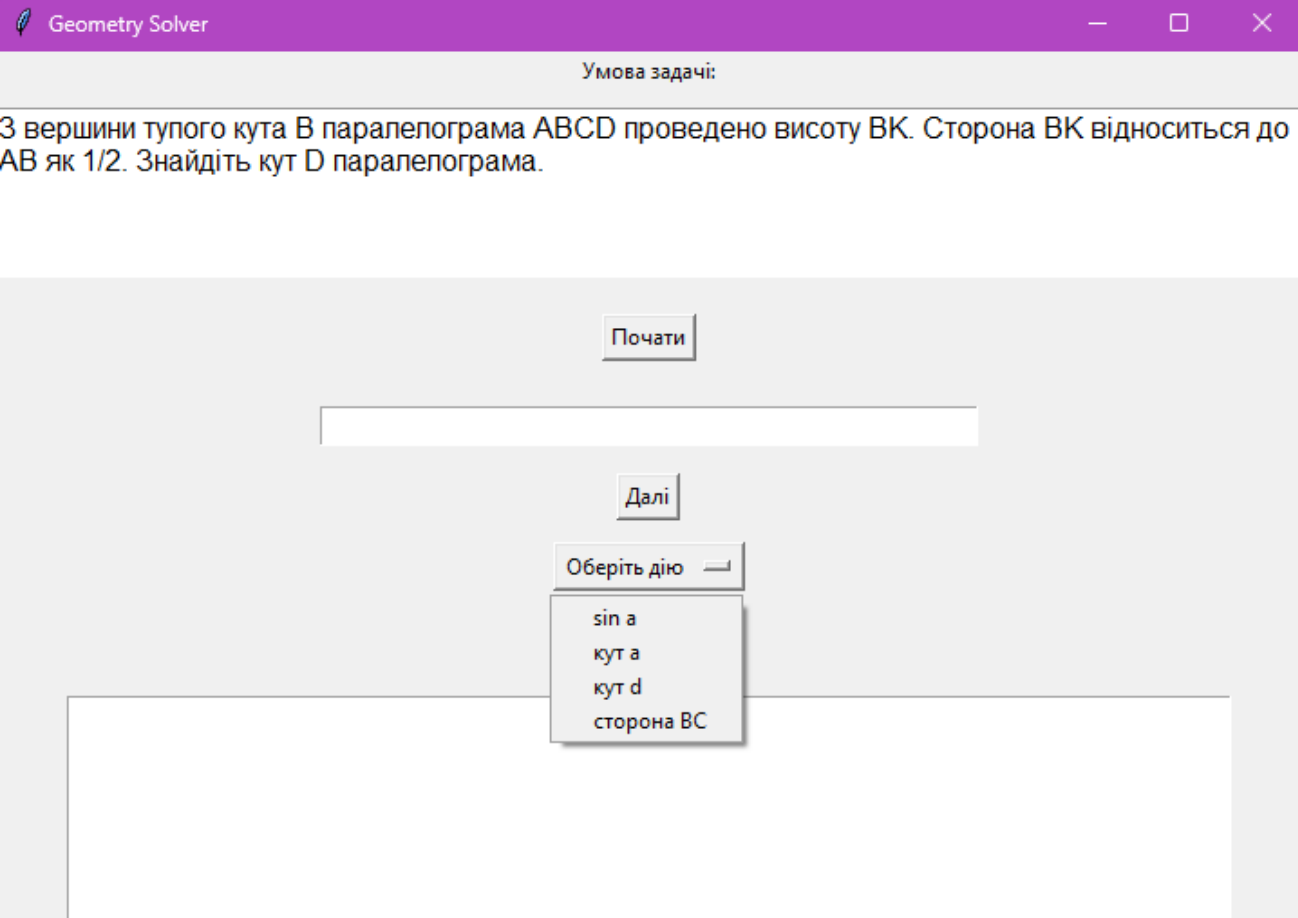 Geometry Solver
Умова задачі:
З вершини тупого кута B паралелограма ABCD проведено висоту BK. Сторона BK відноситься до
AB як 1/2. Знайдіть кут D паралелограма.
Почати
Далі
Оберіть дію
sin a
кут a
кут d
сторона BC